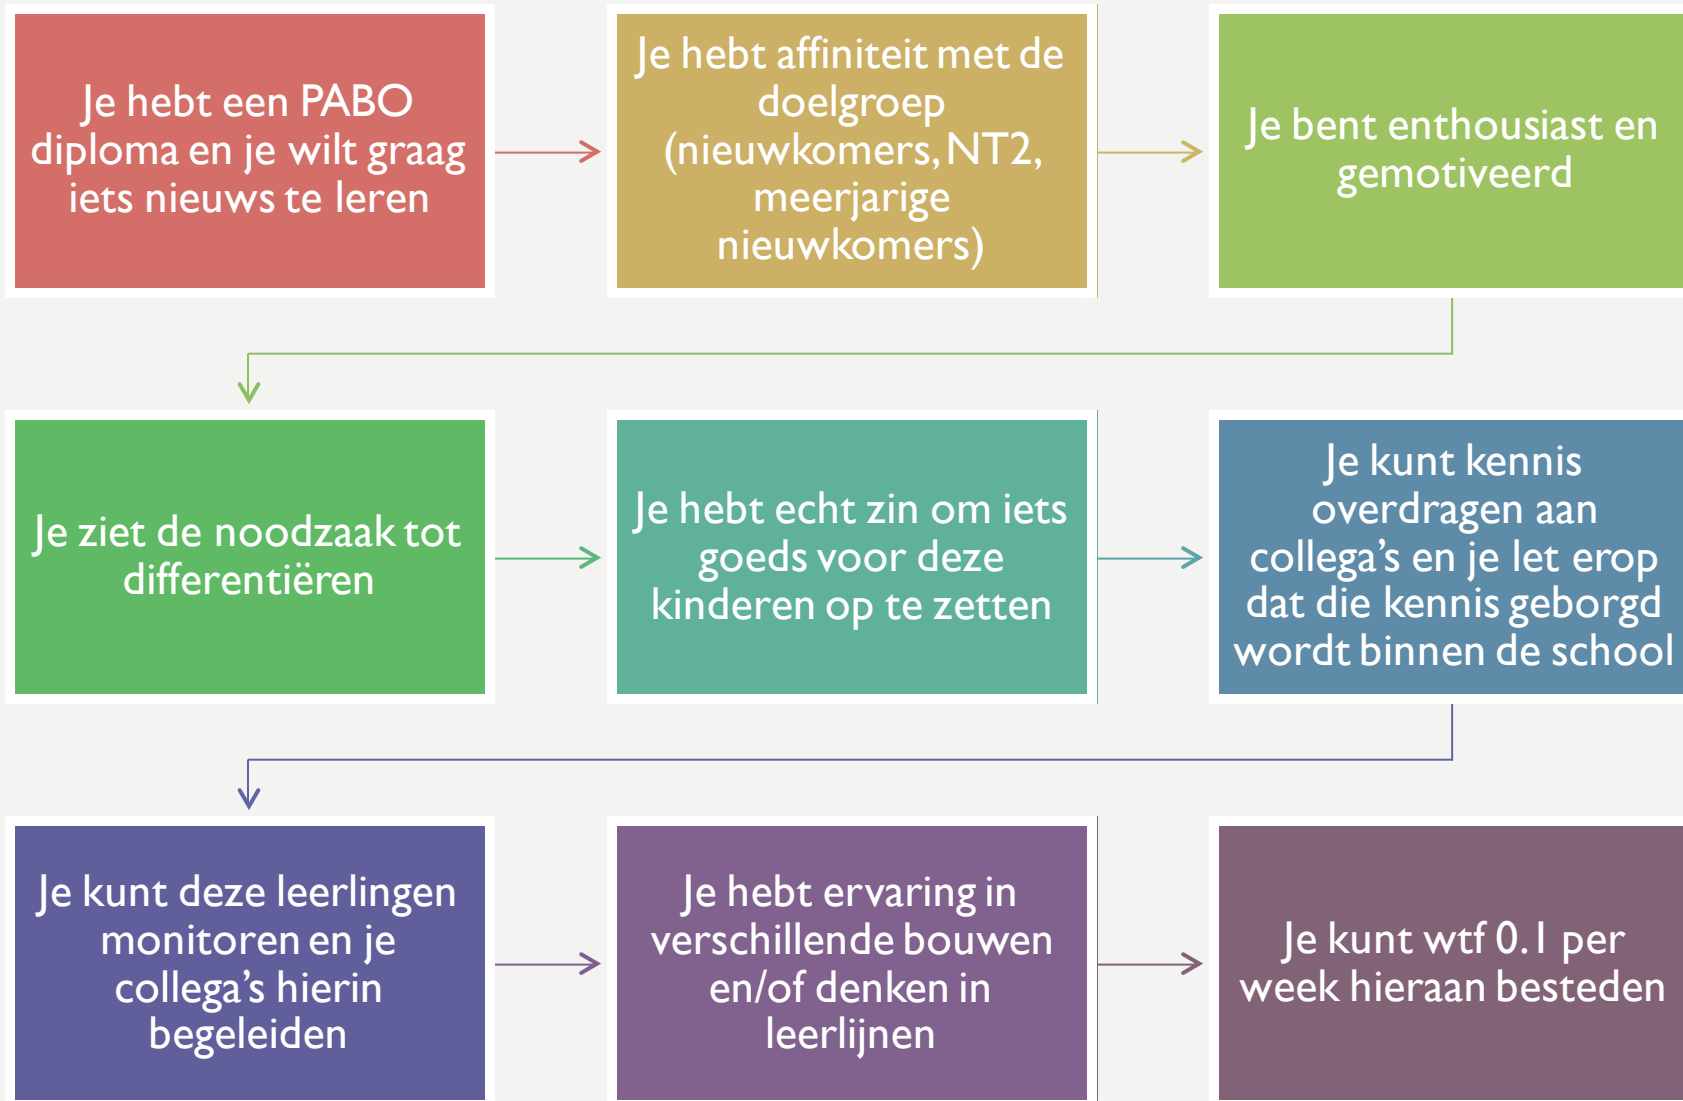 Je hebt een PABO
diploma en je wilt graag
iets nieuws te leren
Je hebt affiniteit met de
doelgroep
(nieuwkomers, NT2,
meerjarige
nieuwkomers)
Je bent enthousiast en
gemotiveerd
Je ziet de noodzaak tot
differentiëren
Je hebt echt zin om iets
goeds voor deze
kinderen op te zetten
Je kunt kennis
overdragen aan
collega’s en je let erop
dat die kennis geborgd
wordt binnen de school
Je kunt deze leerlingen
monitoren en je
collega’s hierin
begeleiden
Je hebt ervaring in
verschillende bouwen
en/of denken in
leerlijnen
Je kunt wtf 0.1 per
week hieraan besteden